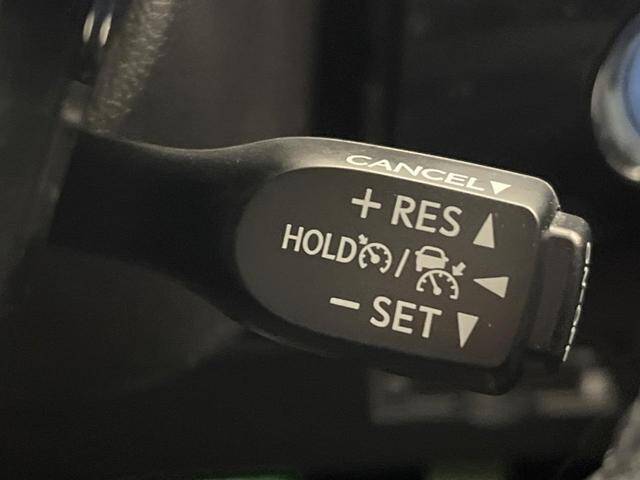 CANCEL▼
+ RES ▲
HOLD / ◀
− SET ▼